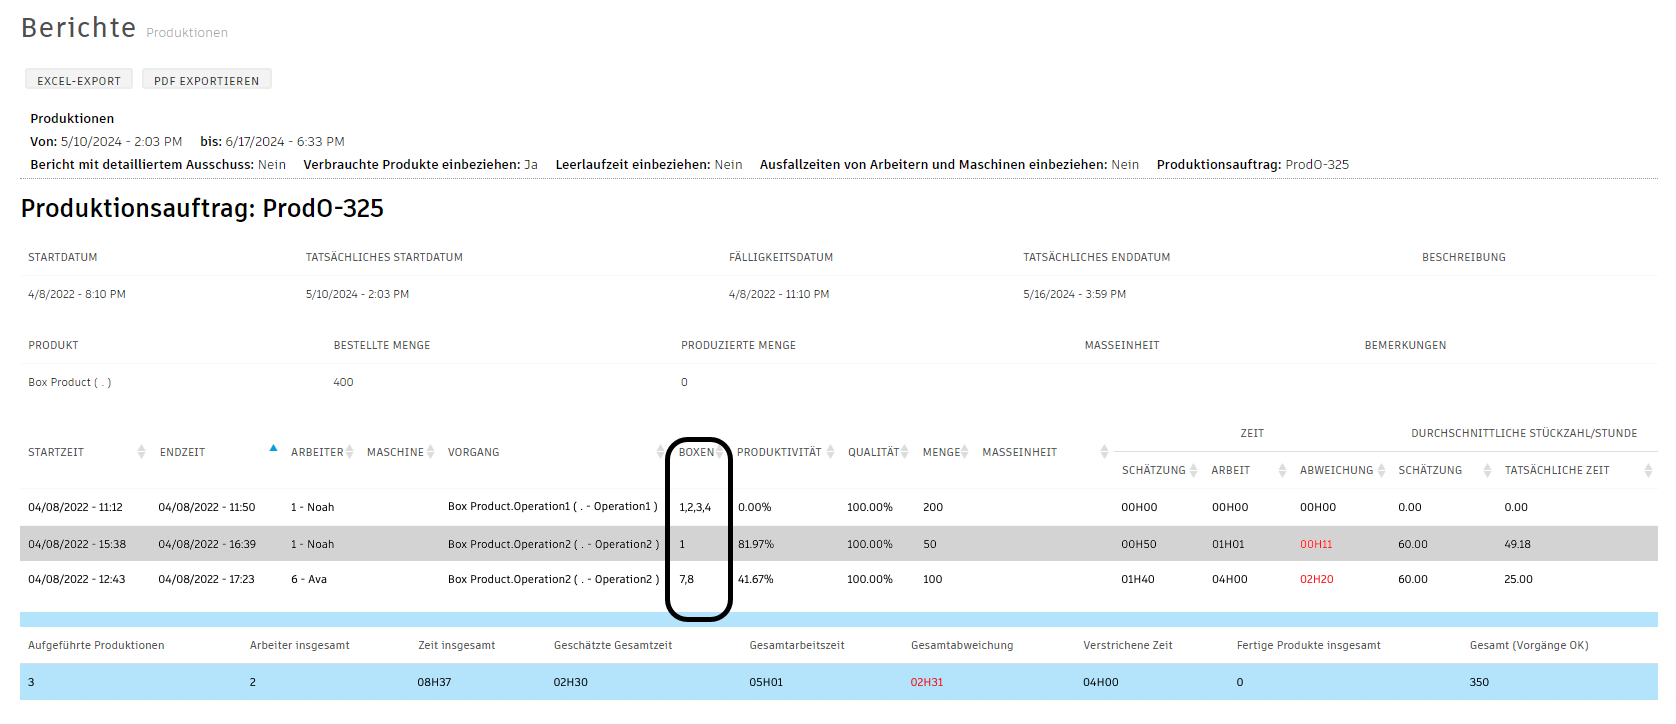 Berichte Produktionen
EXCEL-EXPORT PDF EXPORTIEREN
Produktionen
Von: 5/10/2024 - 2:03 PM bis: 6/17/2024 - 6:33 PM
Bericht mit detailliertem Ausschuss: Nein Verbrauchte Produkte einbeziehen: Ja Leerlaufzeit einbeziehen: Nein Ausfallzeiten von Arbeitern und Maschinen einbeziehen: Nein Produktionsauftrag: ProdO-325
Produktionsauftrag: ProdO-325
STARTDATUM TATSÄCHLICHES STARTDATUM FÄLLIGKEITSDATUM TATSÄCHLICHES ENDDATUM BESCHREIBUNG
4/8/2022 - 8:10 PM 5/10/2024 - 2:03 PM 4/8/2022 - 11:10 PM 5/16/2024 - 3:59 PM
PRODUKT BESTELLTE MENGE PRODUZIERTE MENGE MASSEINHEIT BEMERKUNGEN
Box Product ( . ) 400 0
ZEIT DURCHSCHNITTLICHE STÜCKZAHL/STUNDE
STARTZEIT ENDZEIT ARBEITER MASCHINE VORGANG BOXEN PRODUKTIVITÄT QUALITÄT MENGE MASSEINHEIT
SCHÄTZUNG ARBEIT ABWEICHUNG SCHÄTZUNG TATSÄCHLICHE ZEIT
04/08/2022 - 11:12 04/08/2022 - 11:50 1 - Noah Box Product.Operation1 ( . - Operation1 ) 1,2,3,4 0.00% 100.00% 200 00H00 00H00 00H00 0.00 0.00
04/08/2022 - 15:38 04/08/2022 - 16:39 1 - Noah Box Product.Operation2 ( . - Operation2 ) 1 81.97% 100.00% 50 00H50 01H01 00H11 60.00 49.18
04/08/2022 - 12:43 04/08/2022 - 17:23 6 - Ava Box Product.Operation2 ( . - Operation2 ) 7,8 41.67% 100.00% 100 01H40 04H00 02H20 60.00 25.00
Aufgeführte Produktionen Arbeiter insgesamt Zeit insgesamt Geschätzte Gesamtzeit Gesamtarbeitszeit Gesamtabweichung Verstrichene Zeit Fertige Produkte insgesamt Gesamt (Vorgänge OK)
3 2 08H37 02H30 05H01 02H31 04H00 0 350